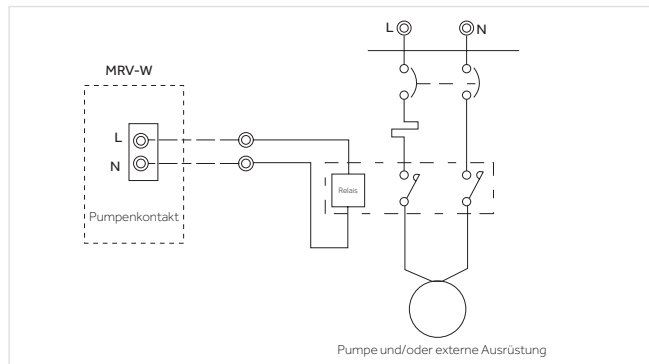 L N
MRV-W
L
N
Relais
Pumpenkontakt
Pumpe und/oder externe Ausrüstung